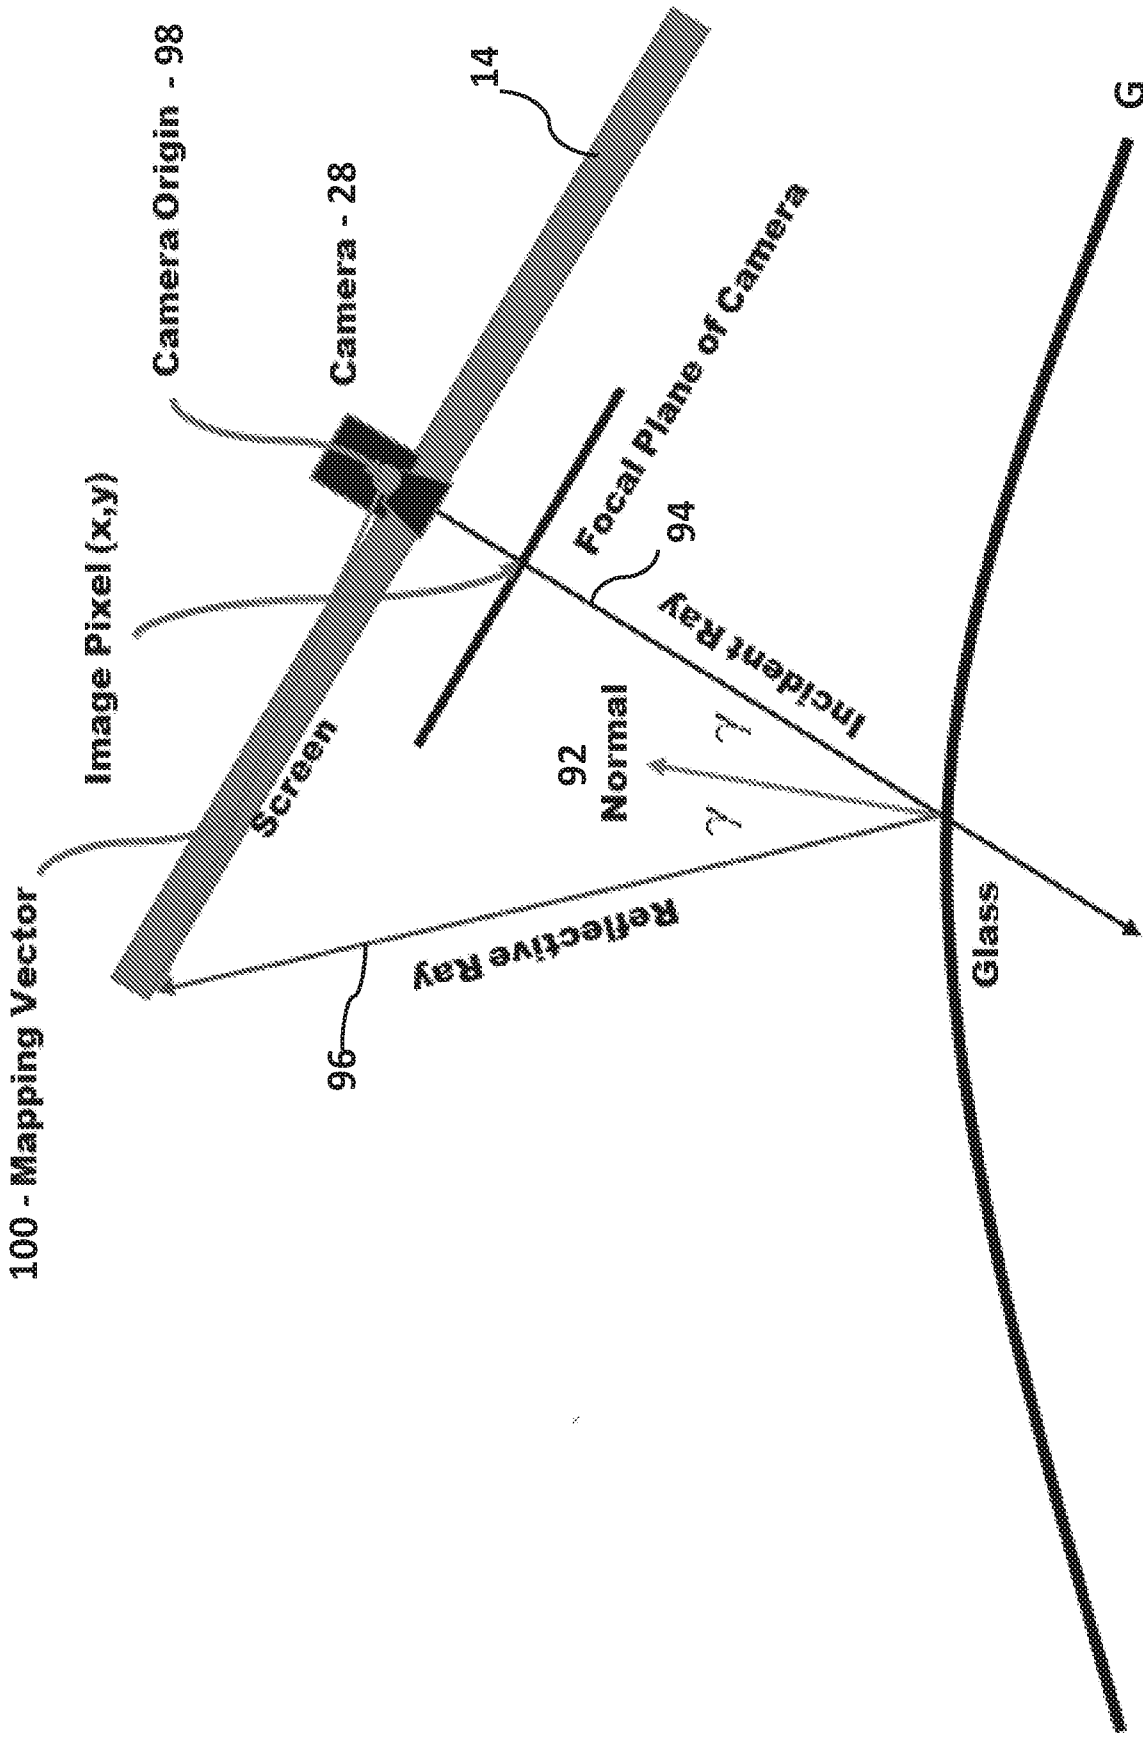 100 - Mapping Vector
Image Pixel (x,y)
Camera Origin - 98
Camera - 28
14
Screen
Focal Plane of Camera
96
Reflective Ray
92
Normal
γ
γ
94
Incident Ray
Glass
G